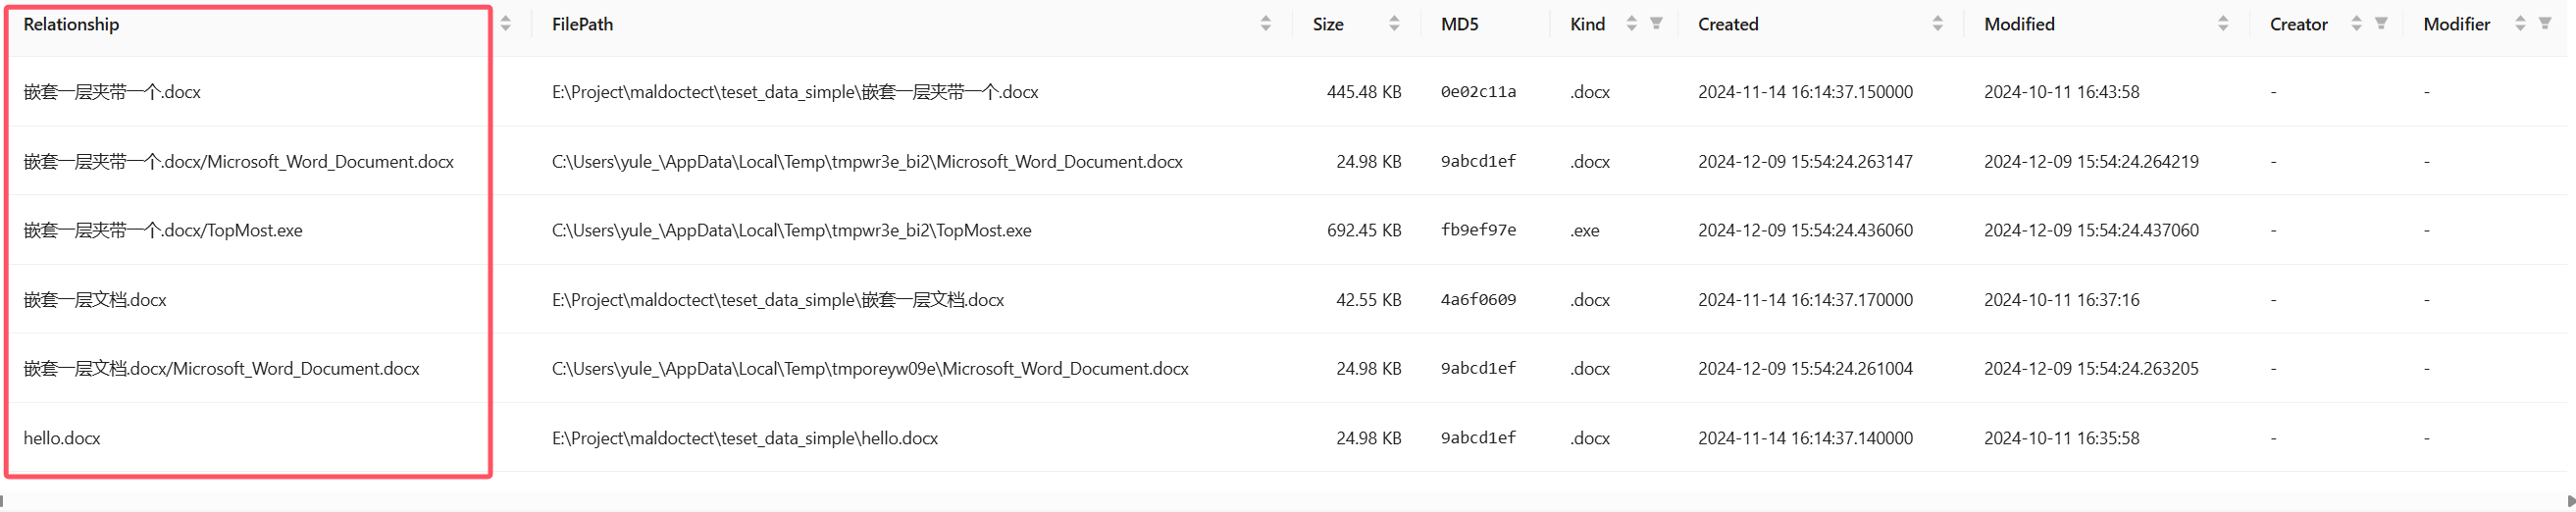 Relationship FilePath Size MD5 Kind Created Modified Creator Modifier
嵌套一层夹带一个.docx E:\Project\maldoctect\teset_data_simple\嵌套一层夹带一个.docx 445.48 KB 0e02c11a .docx 2024-11-14 16:14:37.150000 2024-10-11 16:43:58 - -
嵌套一层夹带一个.docx/Microsoft_Word_Document.docx C:\Users\yule_\AppData\Local\Temp\tmpwr3e_bi2\Microsoft_Word_Document.docx 24.98 KB 9abcd1ef .docx 2024-12-09 15:54:24.263147 2024-12-09 15:54:24.264219 - -
嵌套一层夹带一个.docx/TopMost.exe C:\Users\yule_\AppData\Local\Temp\tmpwr3e_bi2\TopMost.exe 692.45 KB fb9ef97e .exe 2024-12-09 15:54:24.436060 2024-12-09 15:54:24.437060 - -
嵌套一层文档.docx E:\Project\maldoctect\teset_data_simple\嵌套一层文档.docx 42.55 KB 4a6f0609 .docx 2024-11-14 16:14:37.170000 2024-10-11 16:37:16 - -
嵌套一层文档.docx/Microsoft_Word_Document.docx C:\Users\yule_\AppData\Local\Temp\tmporeyw09e\Microsoft_Word_Document.docx 24.98 KB 9abcd1ef .docx 2024-12-09 15:54:24.261004 2024-12-09 15:54:24.263205 - -
hello.docx E:\Project\maldoctect\teset_data_simple\hello.docx 24.98 KB 9abcd1ef .docx 2024-11-14 16:14:37.140000 2024-10-11 16:35:58 - -